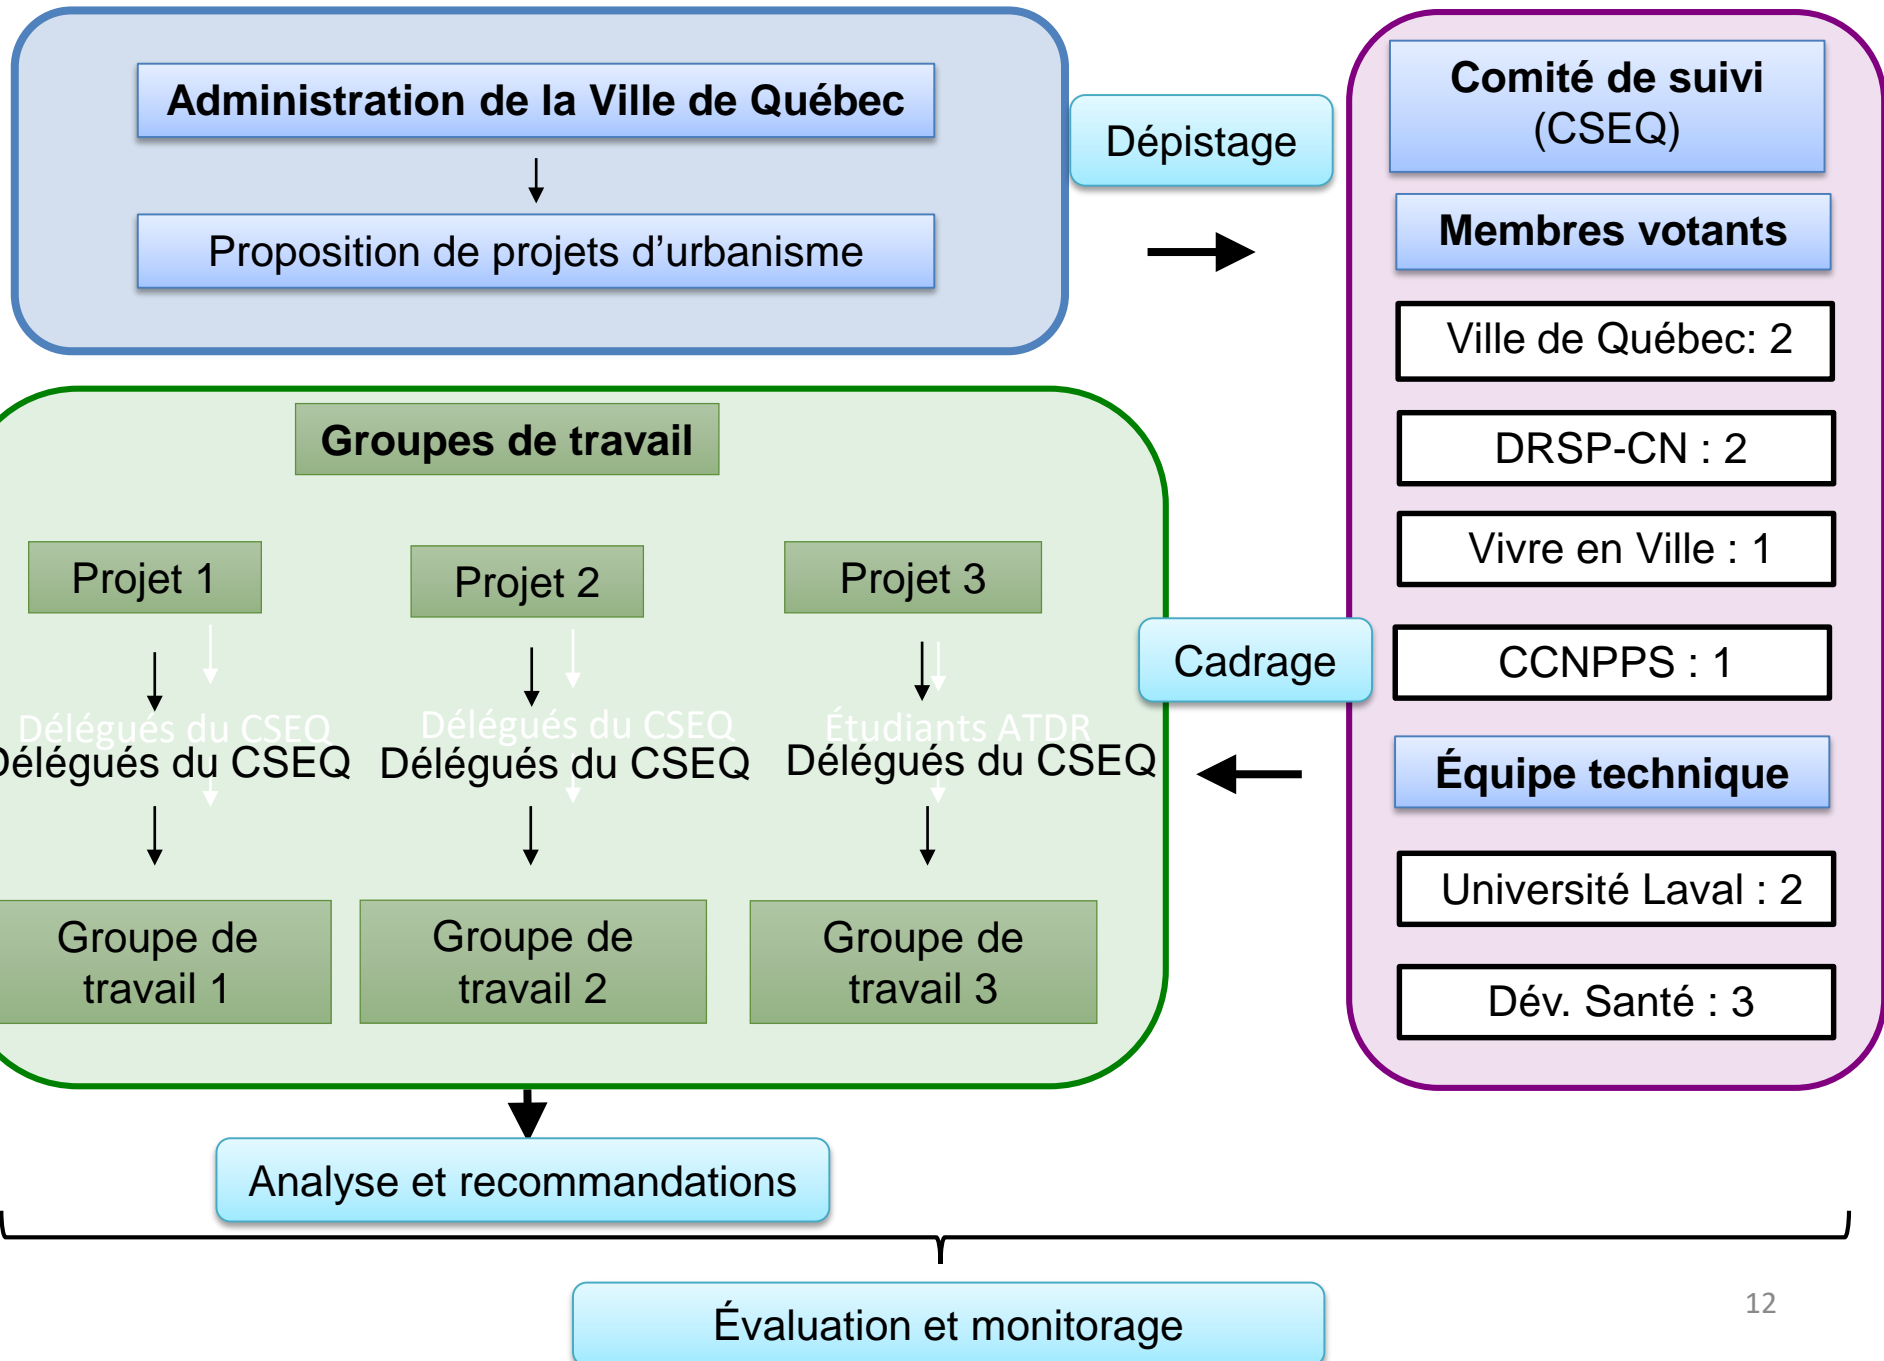 Administration de la Ville de Québec
Proposition de projets d’urbanisme
Dépistage
Comité de suivi
(CSEQ)
Membres votants
Ville de Québec: 2
DRSP-CN : 2
Vivre en Ville : 1
CCNPPS : 1
Équipe technique
Université Laval : 2
Dév. Santé : 3
Cadrage
Groupes de travail
Projet 1
Projet 2
Projet 3
Délégués du CSEQ
Délégués du CSEQ
Étudiants ATDR
Délégués du CSEQ
Délégués du CSEQ
Délégués du CSEQ
Groupe de
travail 1
Groupe de
travail 2
Groupe de
travail 3
Analyse et recommandations
Évaluation et monitorage
12